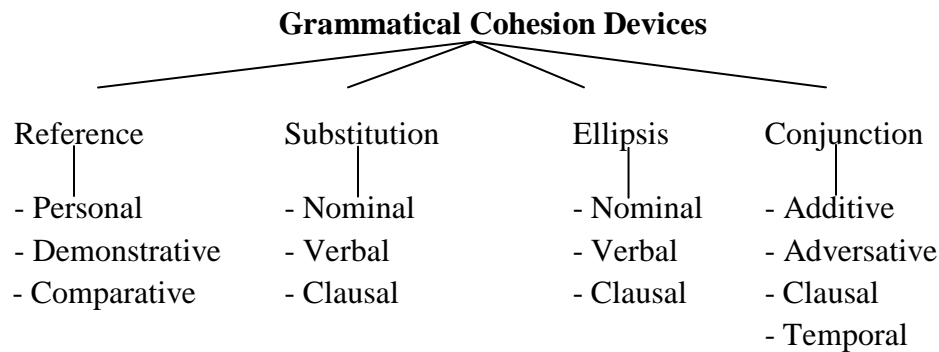 Grammatical Cohesion Devices
Reference Substitution Ellipsis Conjunction
- Personal - Nominal - Nominal - Additive
- Demonstrative - Verbal - Verbal - Adversative
- Comparative - Clausal - Clausal - Clausal
- Temporal